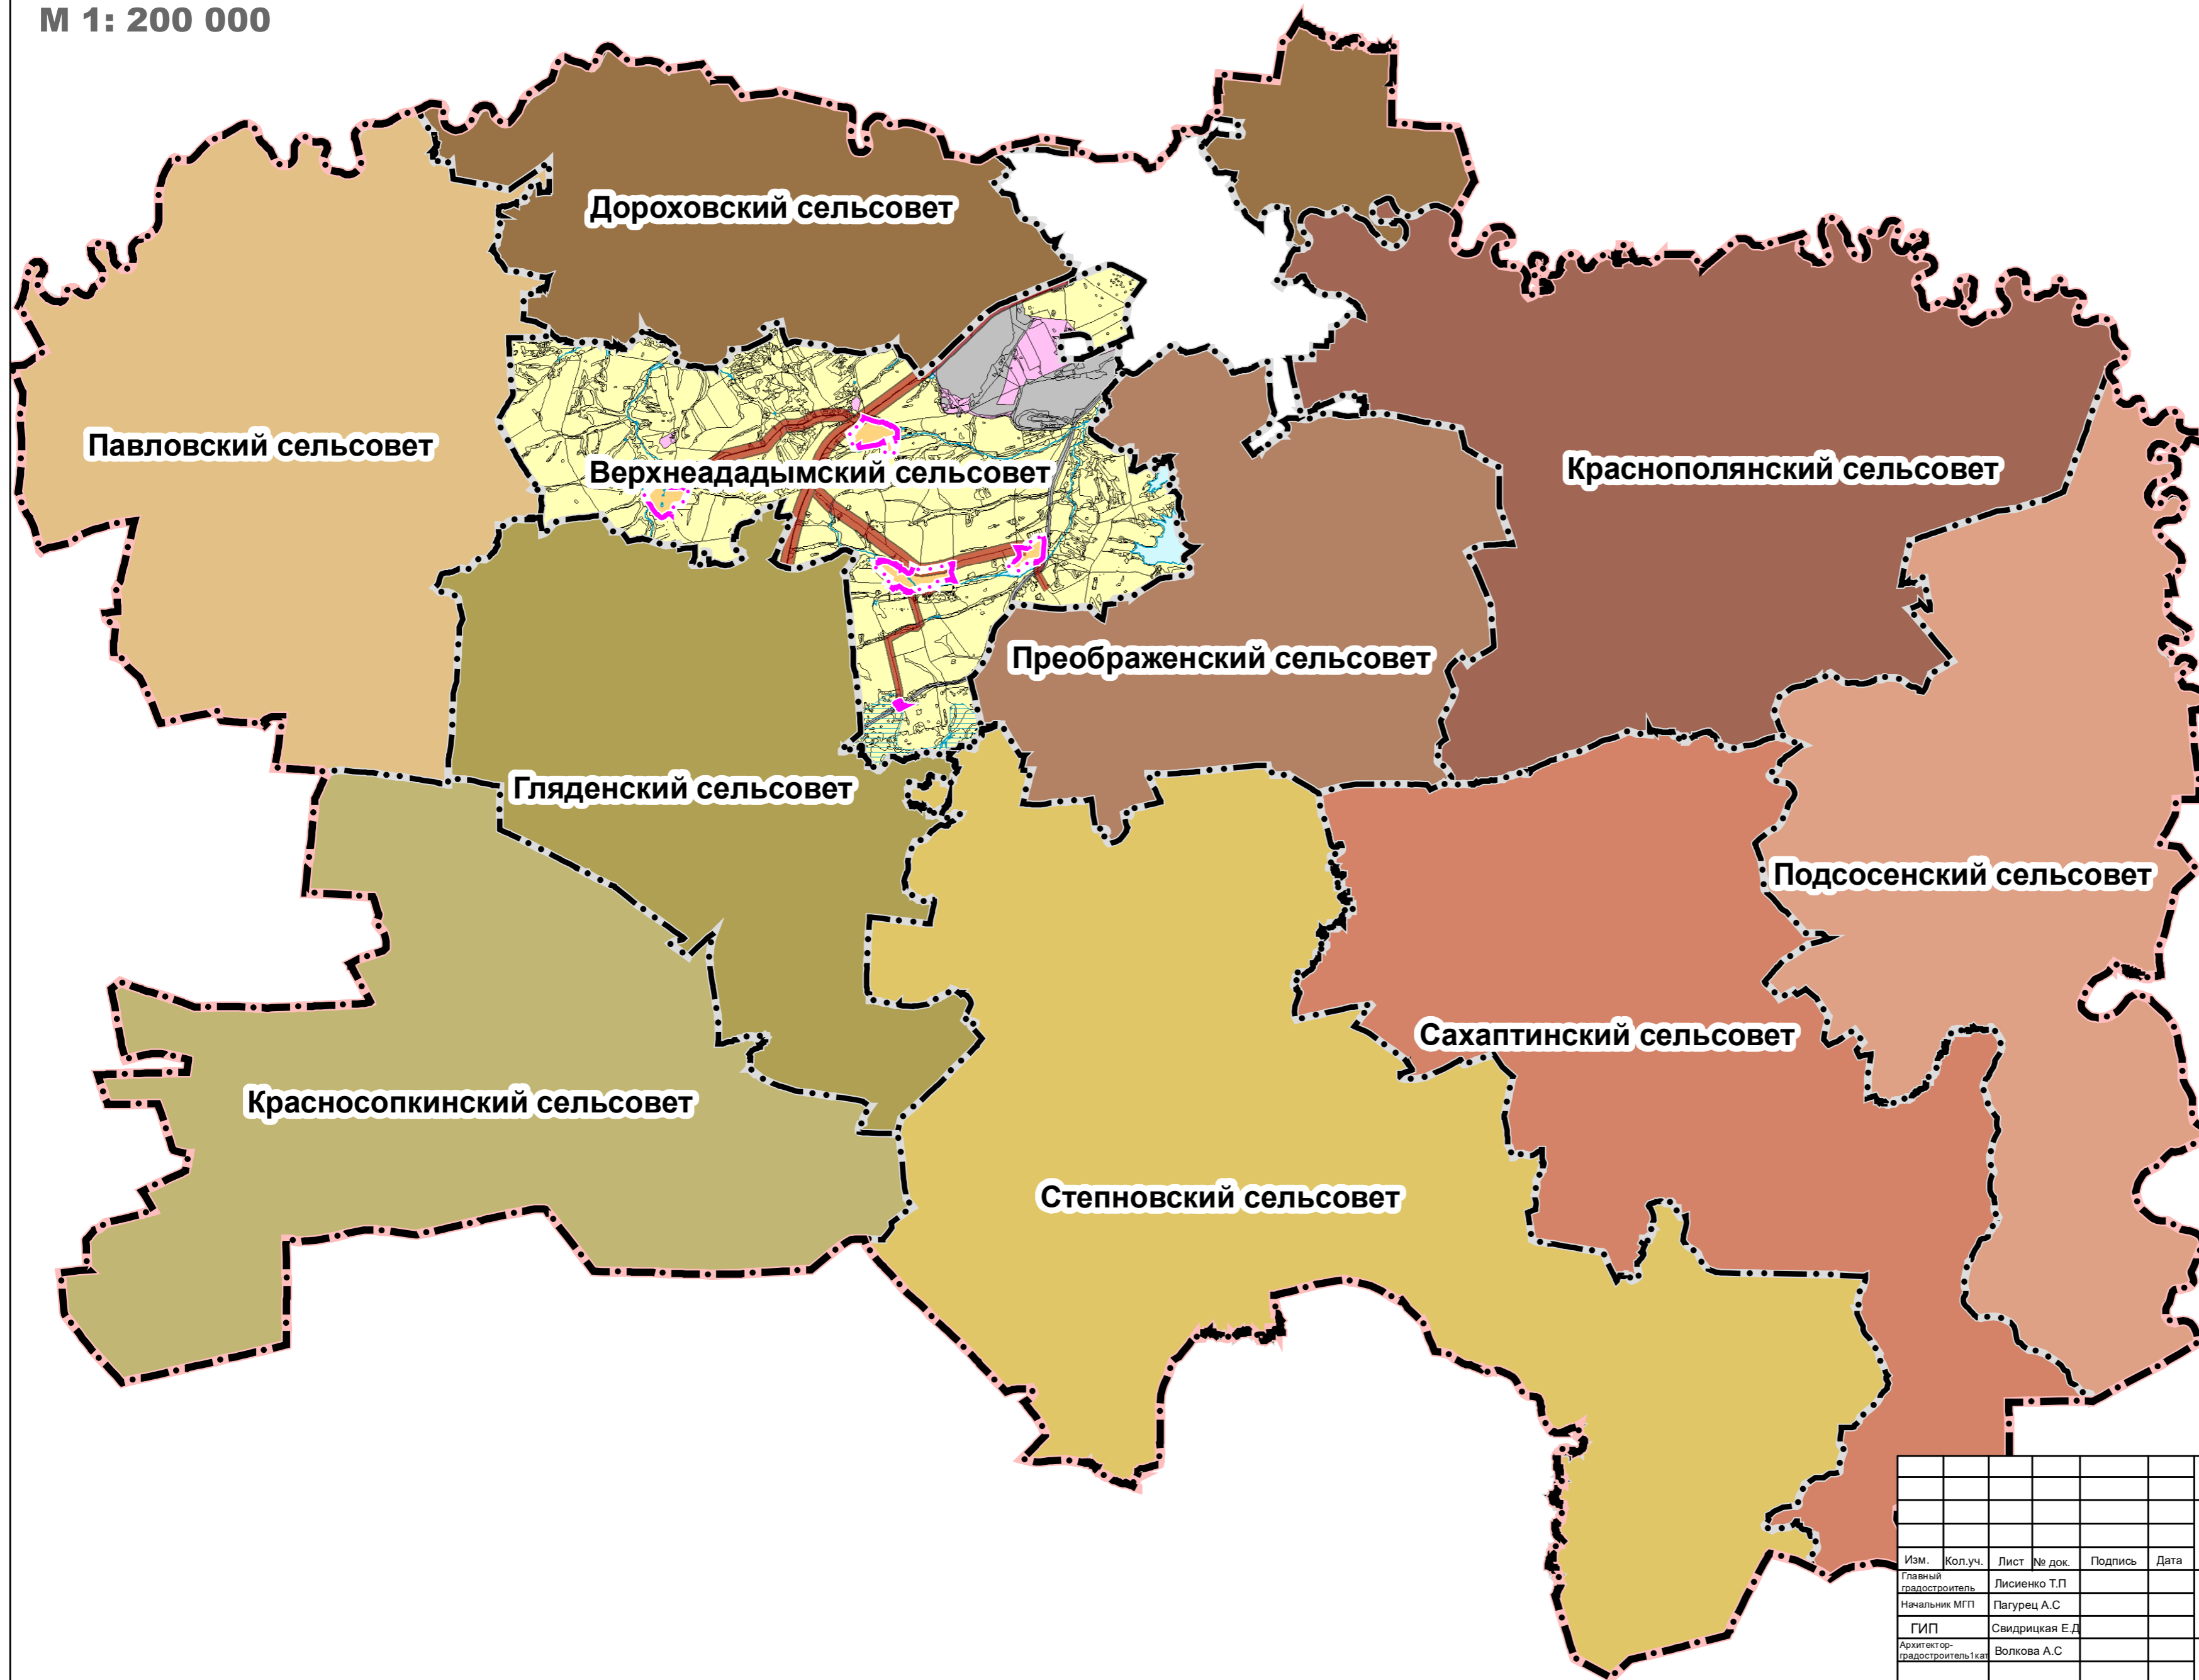 М 1: 200 000
Дороховский сельсовет
Павловский сельсовет
Верхнеададымский сельсовет
Краснополянский сельсовет
Преображенский сельсовет
Гляденский сельсовет
Подсосенский сельсовет
Сахаптинский сельсовет
Красносопкинский сельсовет
Степновский сельсовет
Изм. Кол.уч. Лист № док. Подпись Дата
Главный
градостроитель Лисиенко Т.П
Начальник МГП Пагурец А.С
ГИП Свидрицкая Е.Д
Архитектор-
градостроитель1кат Волкова А.С